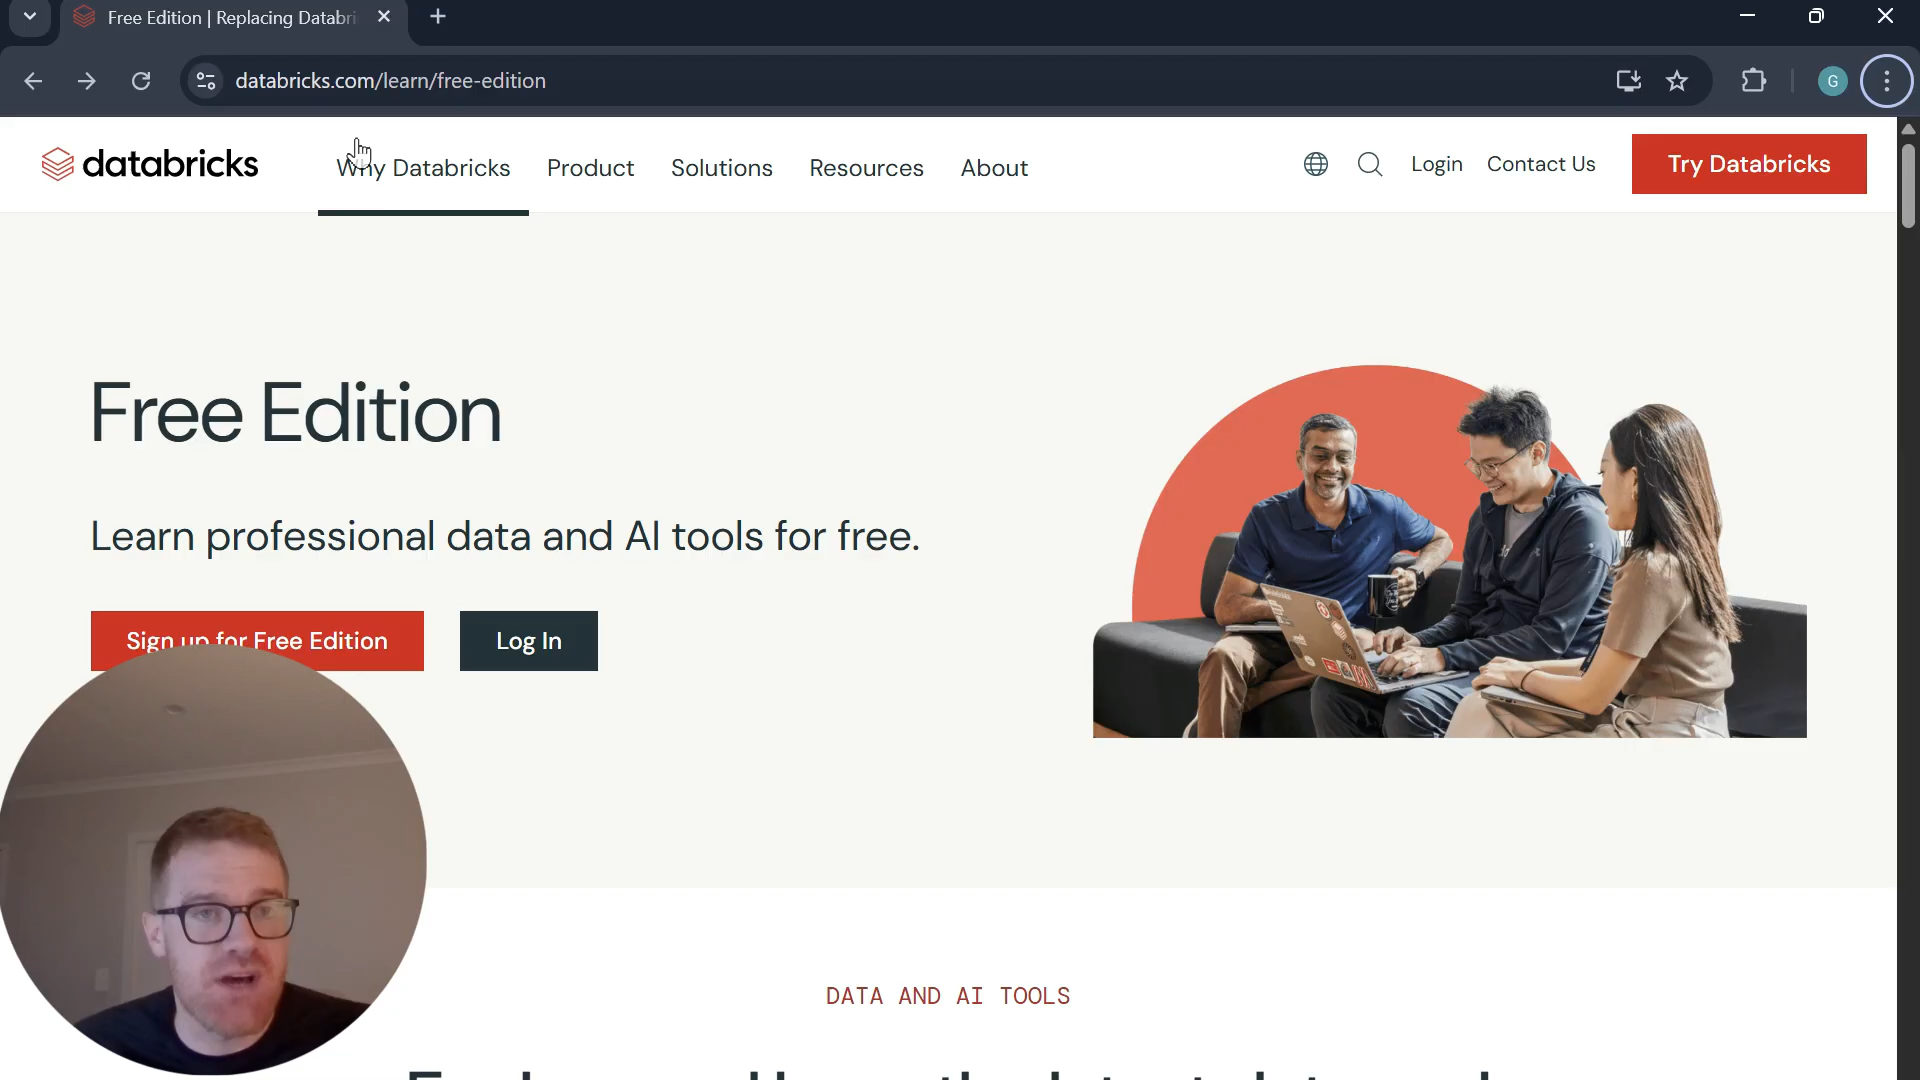 Free Edition | Replacing Databri
databricks.com/learn/free-edition
G
databricks
Why Databricks
Product
Solutions
Resources
About
Login
Contact Us
Try Databricks
Free Edition
Learn professional data and AI tools for free.
Sign up for Free Edition
Log In
DATA AND AI TOOLS